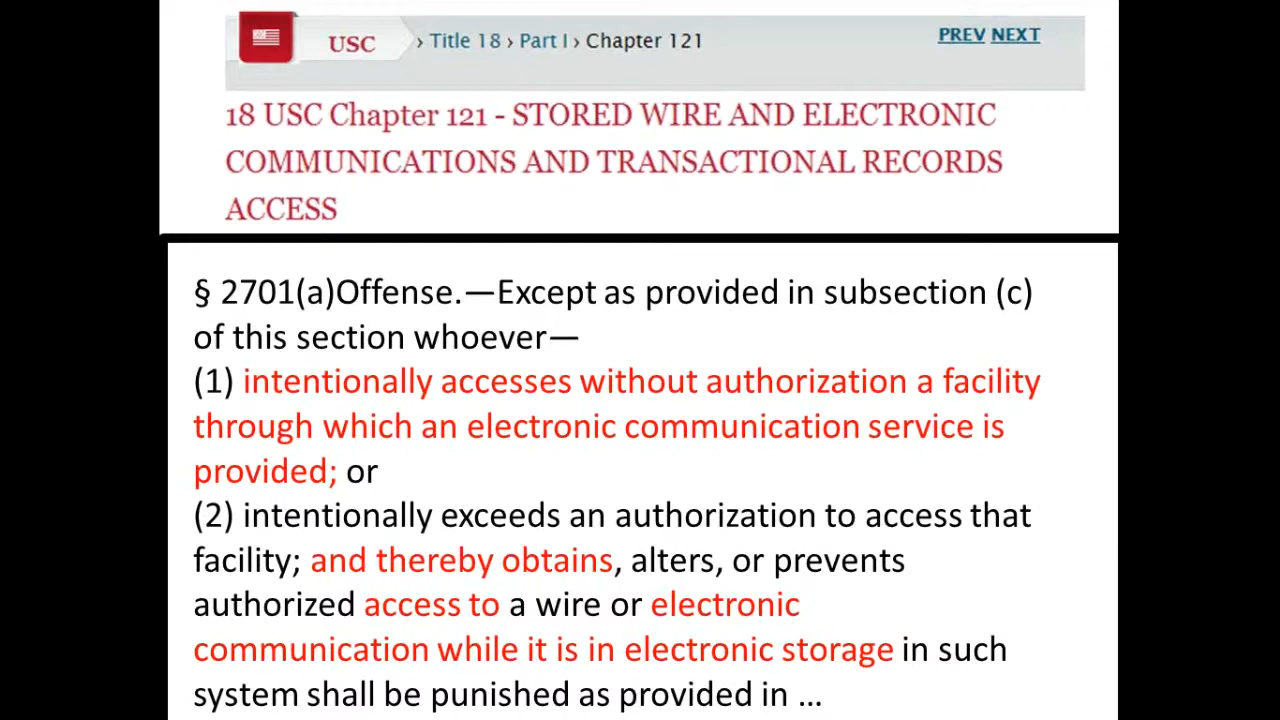 USC › Title 18 › Part I › Chapter 121 PREV NEXT
18 USC Chapter 121 - STORED WIRE AND ELECTRONIC
COMMUNICATIONS AND TRANSACTIONAL RECORDS
ACCESS
§ 2701(a)Offense.—Except as provided in subsection (c)
of this section whoever—
(1) intentionally accesses without authorization a facility
through which an electronic communication service is
provided; or
(2) intentionally exceeds an authorization to access that
facility; and thereby obtains, alters, or prevents
authorized access to a wire or electronic
communication while it is in electronic storage in such
system shall be punished as provided in …